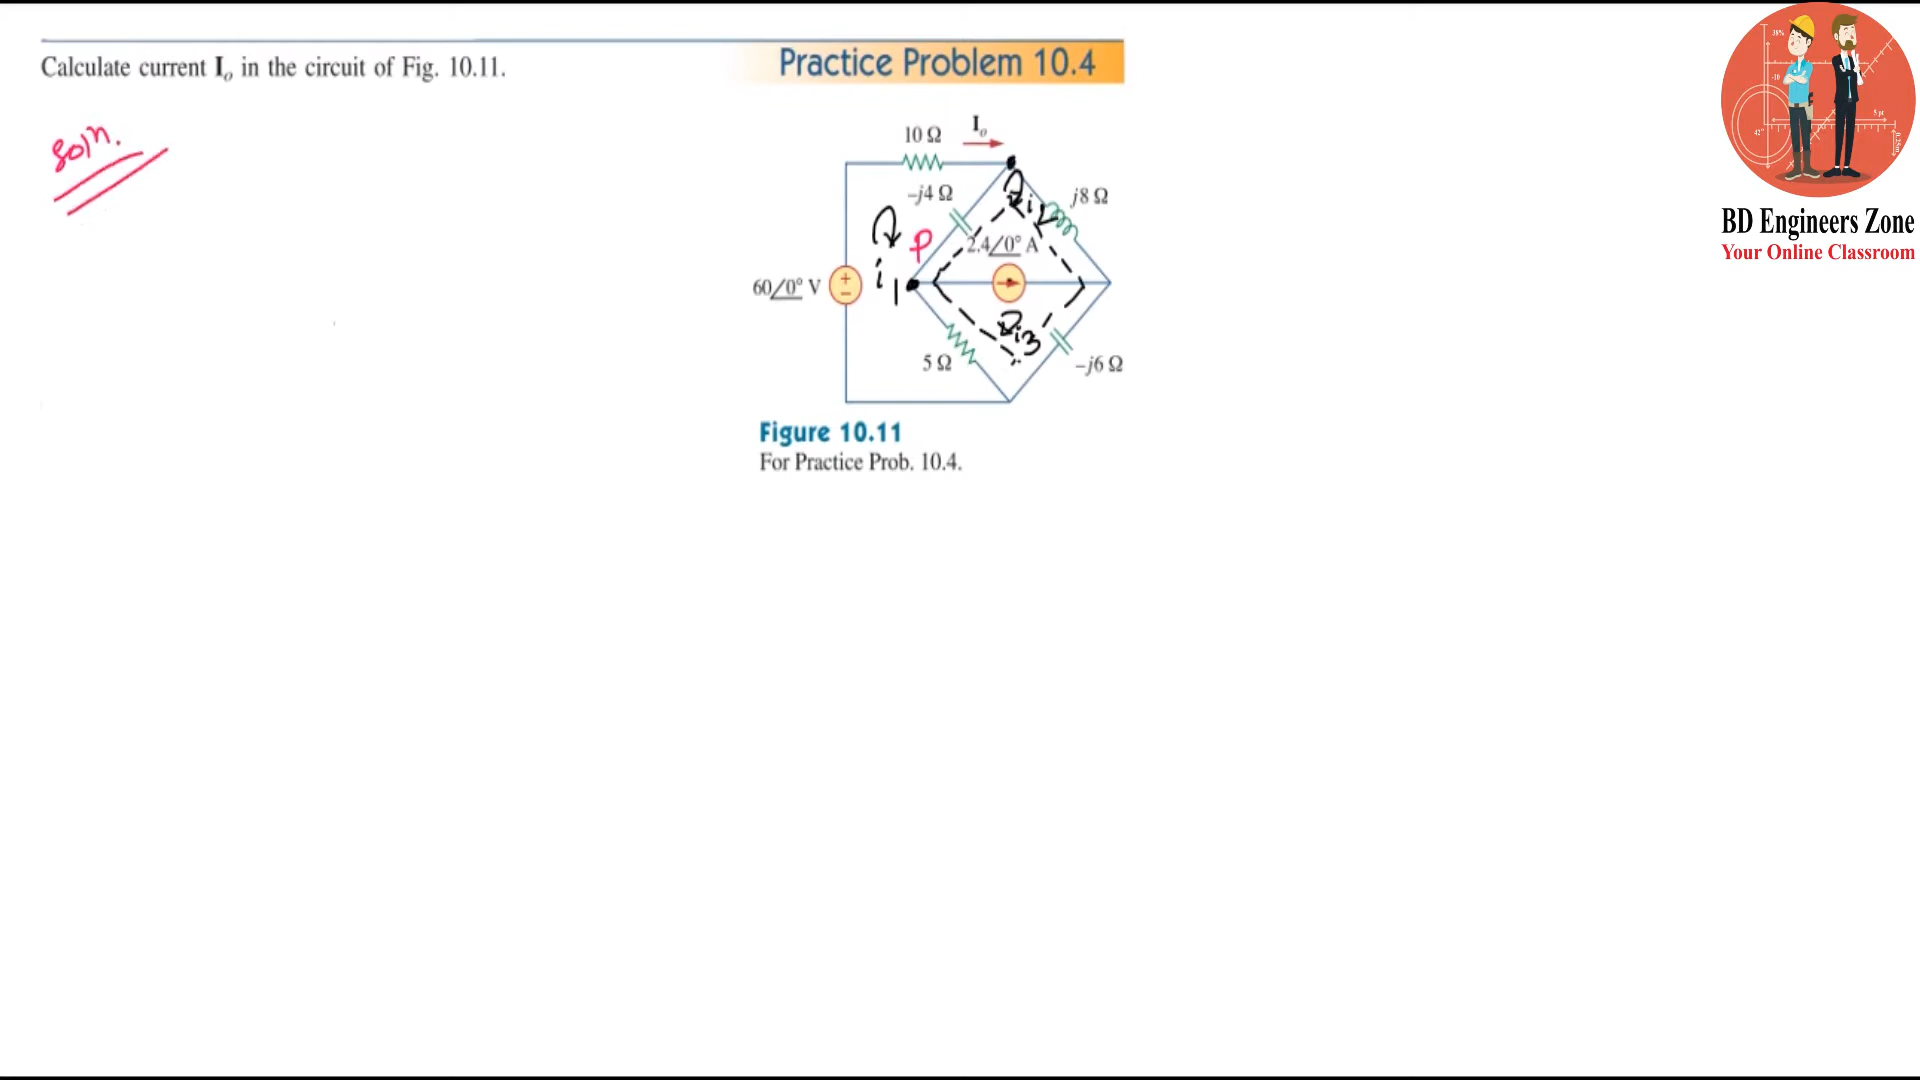 Calculate current I₀ in the circuit of Fig. 10.11.
Practice Problem 10.4
Soln.
10 Ω
Iₒ
-j4 Ω
j8 Ω
i2
P
2.4/0° A
60/0° V
+
−
i1
i3
5 Ω
-j6 Ω
Figure 10.11
For Practice Prob. 10.4.
BD Engineers Zone
Your Online Classroom